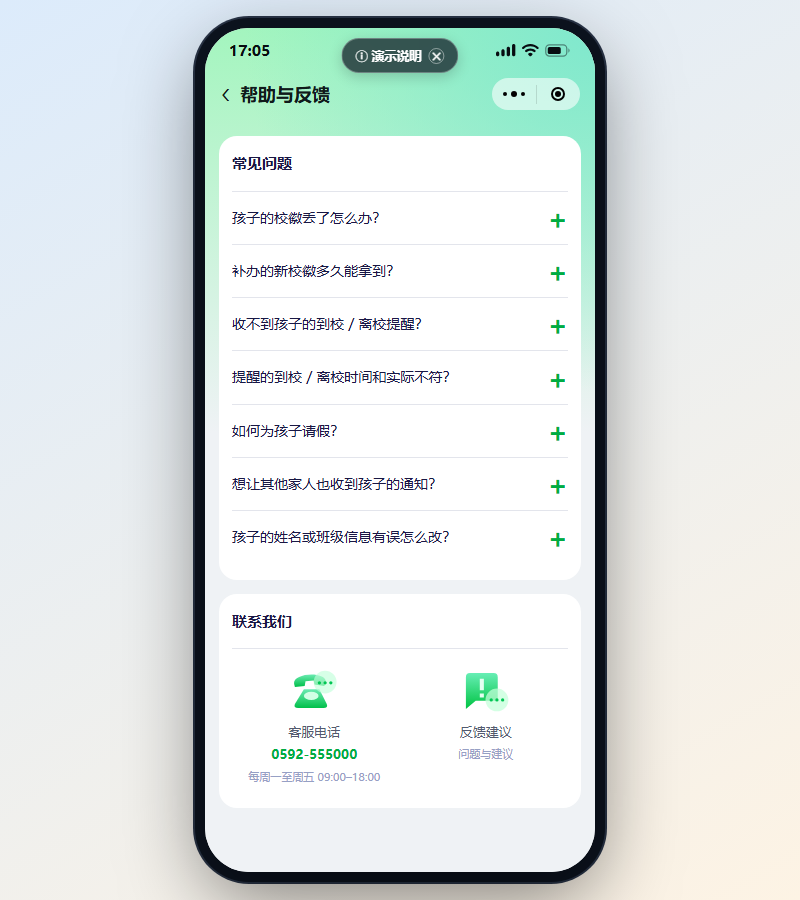 17:05
演示说明
帮助与反馈
常见问题
孩子的校徽丢了怎么办?
补办的新校徽多久能拿到?
收不到孩子的到校 / 离校提醒?
提醒的到校 / 离校时间和实际不符?
如何为孩子请假?
想让其他家人也收到孩子的通知?
孩子的姓名或班级信息有误怎么改?
联系我们
客服电话
0592-555000
每周一至周五 09:00–18:00
反馈建议
问题与建议